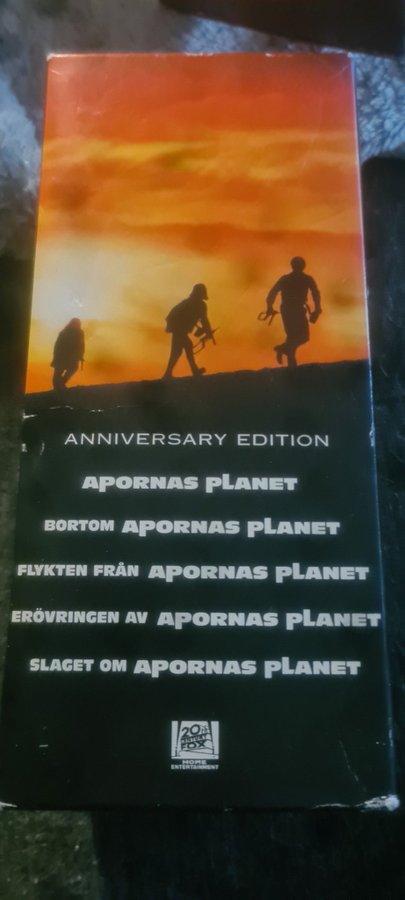 ANNIVERSARY EDITION
APORNAS PLANET
BORTOM APORNAS PLANET
FLYKTEN FRÅN APORNAS PLANET
ERÖVRINGEN AV APORNAS PLANET
SLAGET OM APORNAS PLANET
20TH
CENTURY
FOX
HOME
ENTERTAINMENT